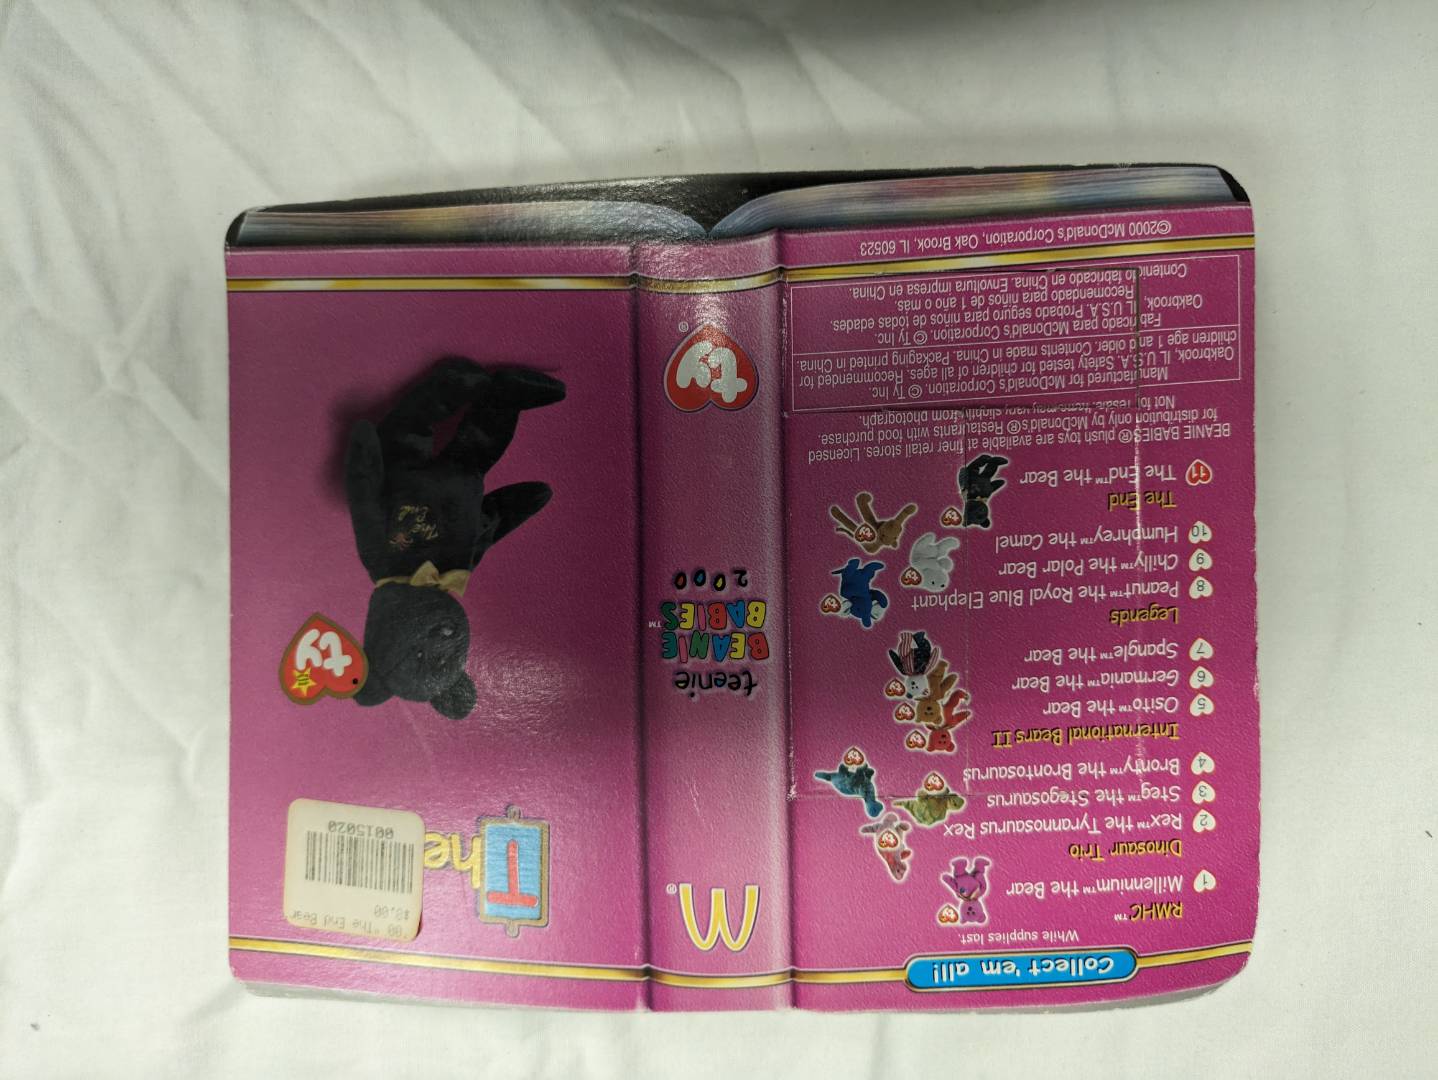 Collect 'em all!
While supplies last.
RMHC™
1 Millennium™ the Bear
Dinosaur Trio
2 Rex™ the Tyrannosaurus Rex
3 Steg™ the Stegosaurus
4 Bronty™ the Brontosaurus
International Bears II
5 Osito™ the Bear
6 Germania™ the Bear
7 Spangle™ the Bear
Legends
8 Peanut™ the Royal Blue Elephant
9 Chilly™ the Polar Bear
10 Humphrey™ the Camel
The End
11 The End™ the Bear
BEANIE BABIES® plush toys are available at finer retail stores. Licensed
for distribution only by McDonald's® Restaurants with food purchase.
Not for resale. Items may vary slightly from photograph.
Manufactured for McDonald's Corporation. © Ty Inc.
Oakbrook, IL U.S.A. Safety tested for children of all ages. Recommended for
children age 1 and older. Contents made in China. Packaging printed in China.
Fabricado para McDonald's Corporation. © Ty Inc.
Oakbrook, IL U.S.A. Probado seguro para niños de todas edades.
Recomendado para niños de 1 año o más.
Contenido fabricado en China. Envoltura impresa en China.
©2000 McDonald's Corporation, Oak Brook, IL 60523
M®
teenie
BEANIE
BABIES™
2000
ty®
The
'00 "The End Bear
$3.00
0015020
ty
The
End